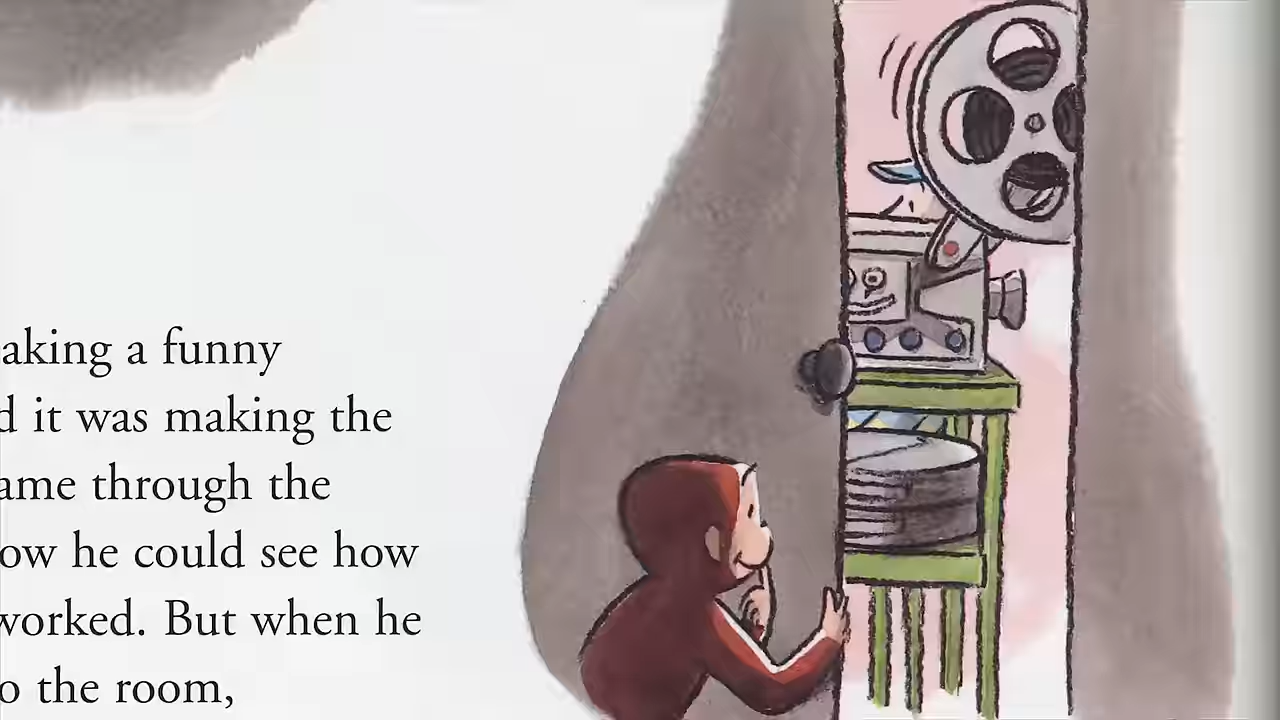 aking a funny
d it was making the
ame through the
ow he could see how
worked. But when he
o the room,